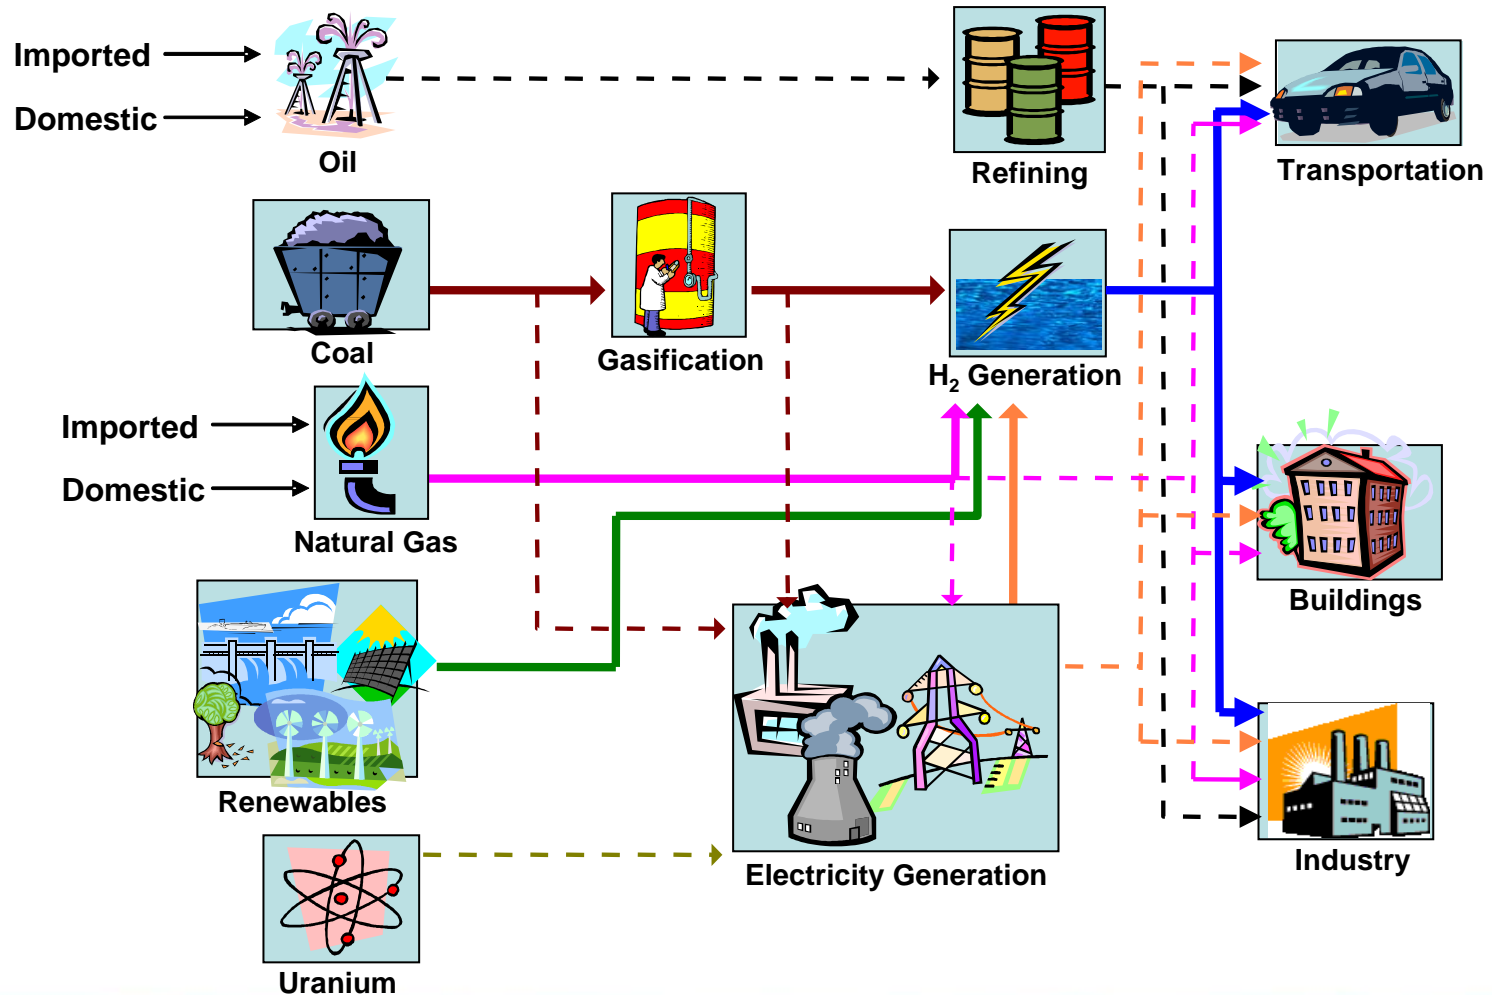 Imported
Domestic
Oil
Refining
Transportation
Coal
Gasification
H₂ Generation
Imported
Domestic
Natural Gas
Buildings
Renewables
Electricity Generation
Industry
Uranium